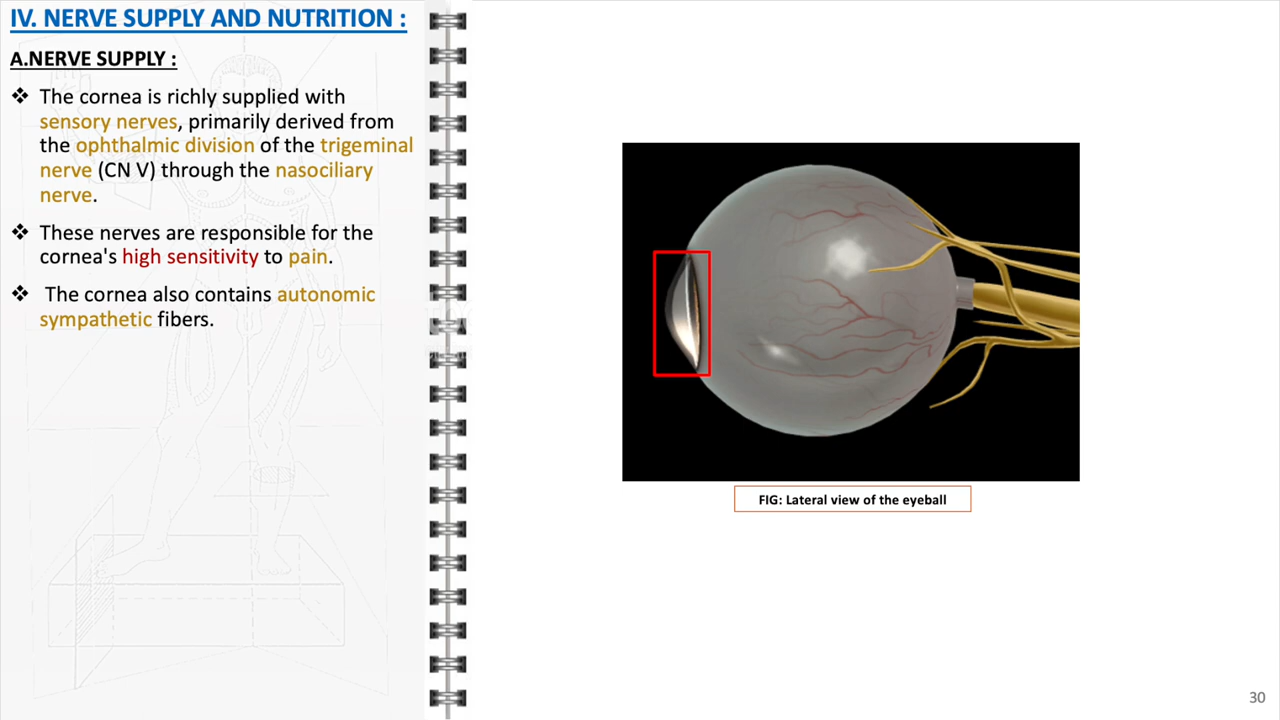 IV. NERVE SUPPLY AND NUTRITION :
A.NERVE SUPPLY :
❖ The cornea is richly supplied with
sensory nerves, primarily derived from
the ophthalmic division of the trigeminal
nerve (CN V) through the nasociliary
nerve.
❖ These nerves are responsible for the
cornea's high sensitivity to pain.
❖ The cornea also contains autonomic
sympathetic fibers.
FIG: Lateral view of the eyeball
30